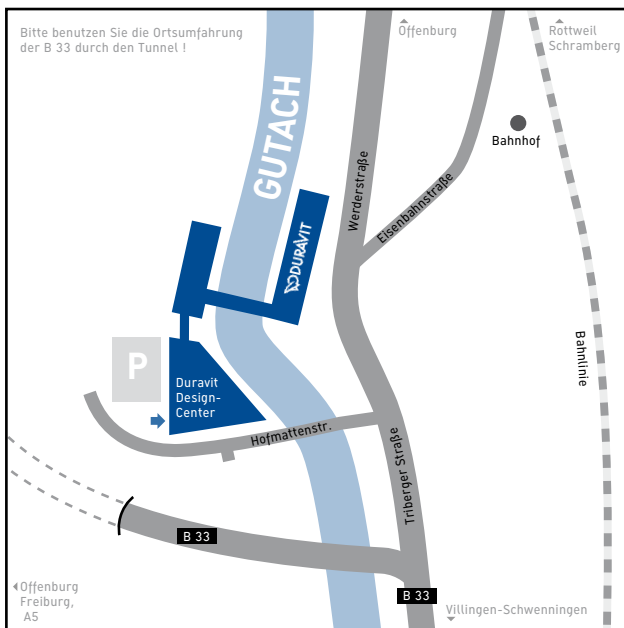 Bitte benutzen Sie die Ortsumfahrung
der B 33 durch den Tunnel !
Offenburg
Rottweil
Schramberg
GUTACH
Bahnhof
Werderstraße
Eisenbahnstraße
DURAVIT
P
Duravit
Design-
Center
Bahnlinie
Hofmattenstr.
Triberger Straße
B 33
B 33
Offenburg
Freiburg,
A5
Villingen-Schwenningen